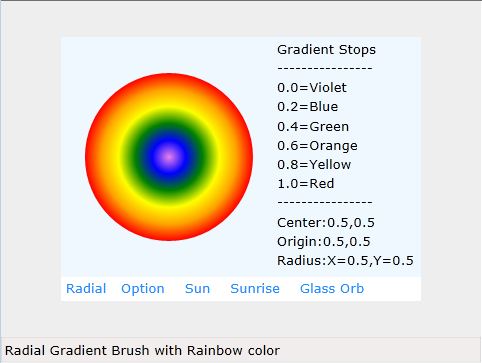 Gradient Stops
----------------
0.0=Violet
0.2=Blue
0.4=Green
0.6=Orange
0.8=Yellow
1.0=Red
----------------
Center:0.5,0.5
Origin:0.5,0.5
Radius:X=0.5,Y=0.5
Radial Option Sun Sunrise Glass Orb
Radial Gradient Brush with Rainbow color